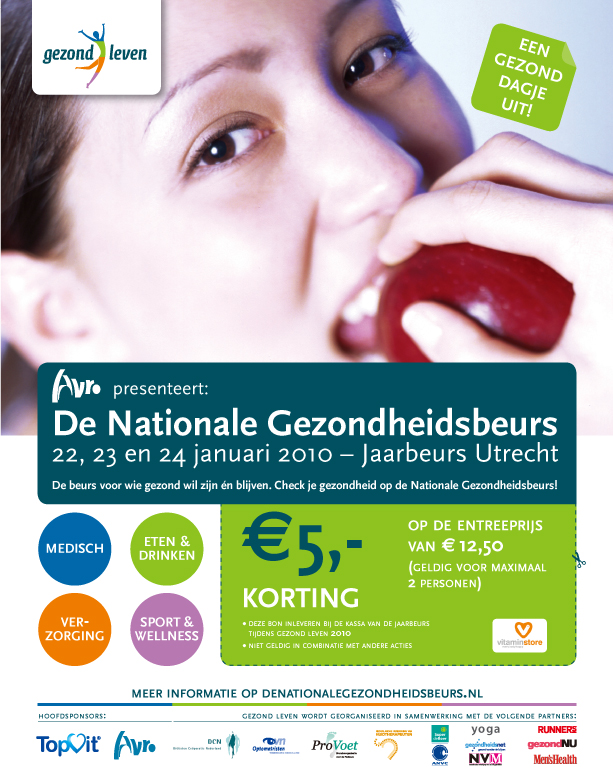 gezond leven
EEN
GEZOND
DAGJE
UIT!
Avro presenteert:
De Nationale Gezondheidsbeurs
22, 23 en 24 januari 2010 – Jaarbeurs Utrecht
De beurs voor wie gezond wil zijn én blijven. Check je gezondheid op de Nationale Gezondheidsbeurs!
MEDISCH
ETEN &
DRINKEN
VER-
ZORGING
SPORT &
WELLNESS
€5,-
KORTING
• DEZE BON INLEVEREN BIJ DE KASSA VAN DE JAARBEURS
TIJDENS GEZOND LEVEN 2010
• NIET GELDIG IN COMBINATIE MET ANDERE ACTIES
OP DE ENTREEPRIJS
VAN €12,50
(GELDIG VOOR MAXIMAAL
2 PERSONEN)
vitaminstore
MEER INFORMATIE OP DENATIONALEGEZONDHEIDSBEURS.NL
HOOFDSPONSORS:
GEZOND LEVEN WORDT GEORGANISEERD IN SAMENWERKING MET DE VOLGENDE PARTNERS:
TopVit
Avro
DCN
OVN
Optometristen
ProVoet
ANVC
yoga
gezondheidsnet
NVM
RUNNER'S
gezondNU
Men'sHealth